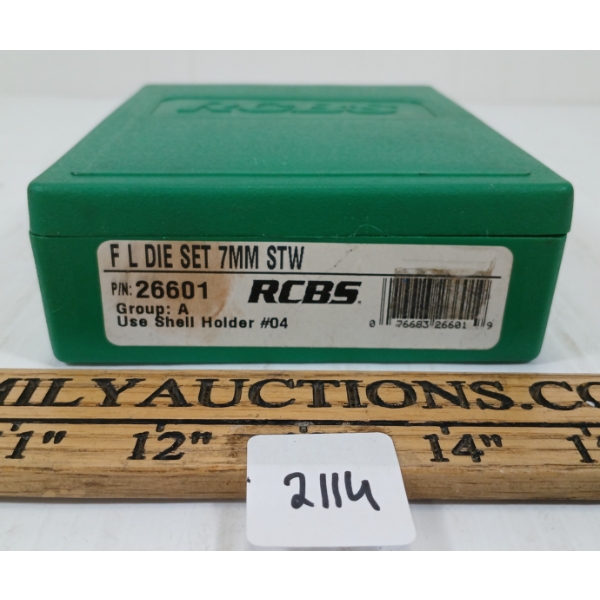 RCBS
F L DIE SET 7MM STW
P/N: 26601 RCBS.
Group: A
Use Shell Holder #04
0 76683 26601 9
MILYAUCTIONS.CO
12" 14"
2114